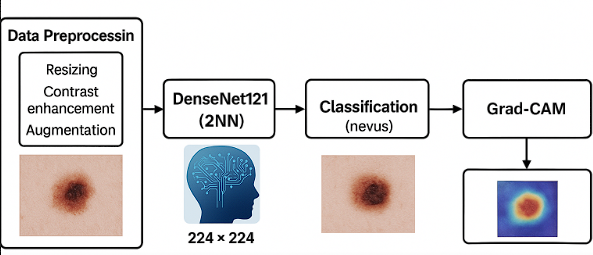 Data Preprocessin
Resizing
Contrast
enhancement
Augmentation
DenseNet121
(2NN)
224 × 224
Classification
(nevus)
Grad-CAM